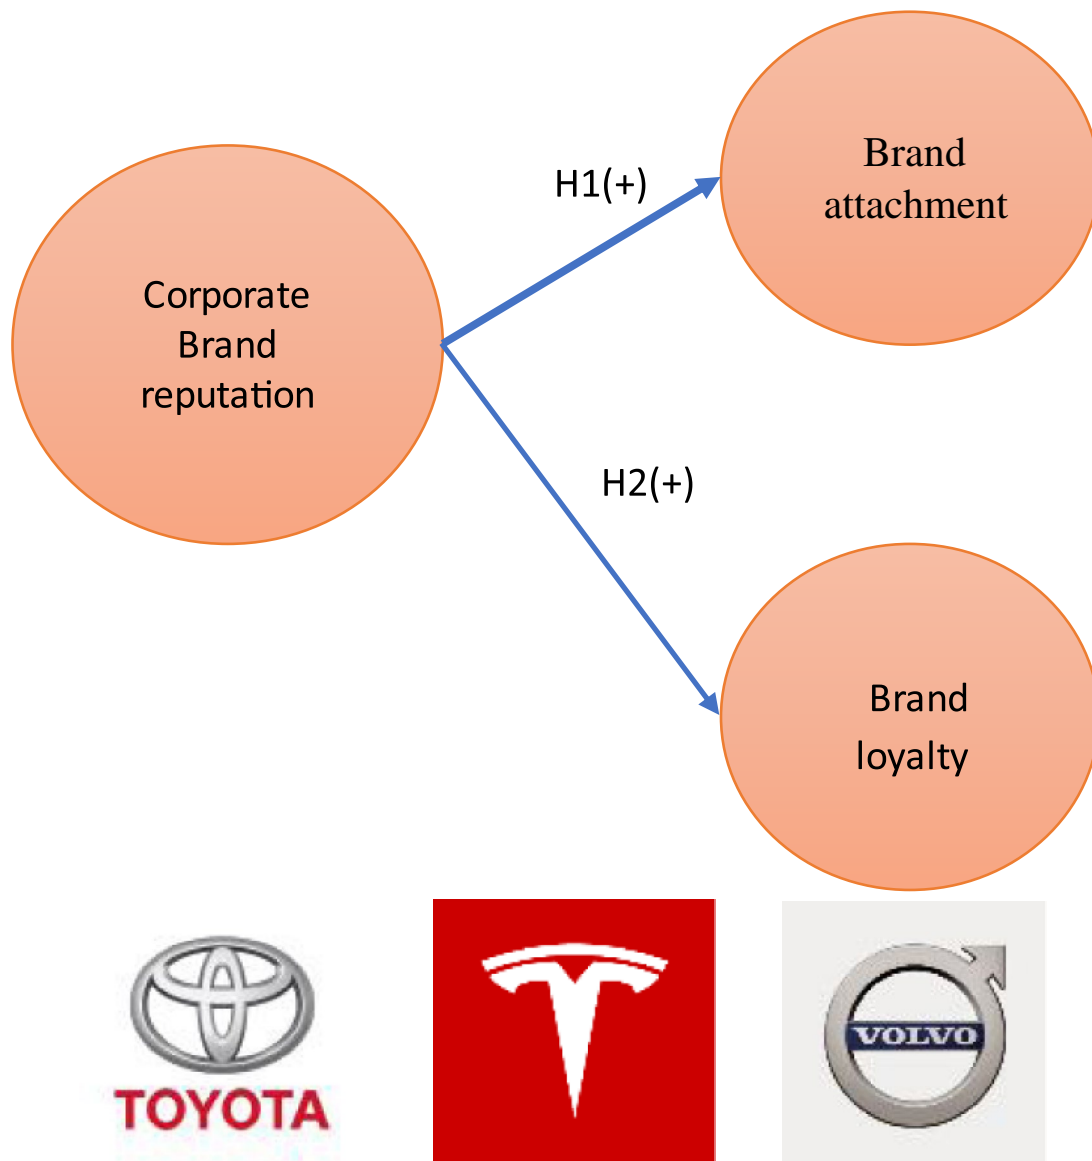 Corporate
Brand
reputation
H1(+)
Brand
attachment
H2(+)
Brand
loyalty
TOYOTA
VOLVO